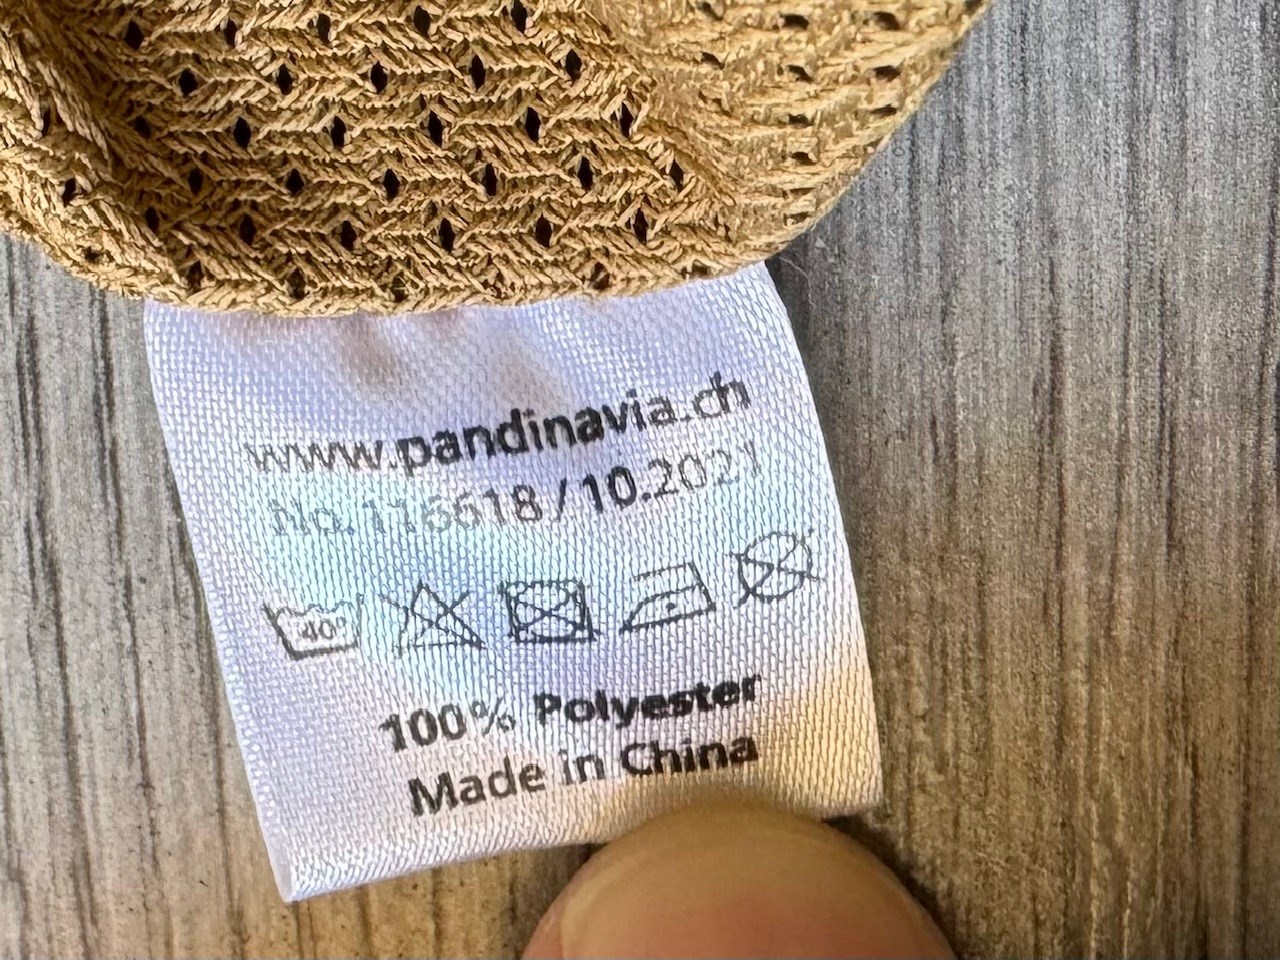 www.pandinavia.ch
No.116618/10.2021
40°
100% Polyester
Made in China